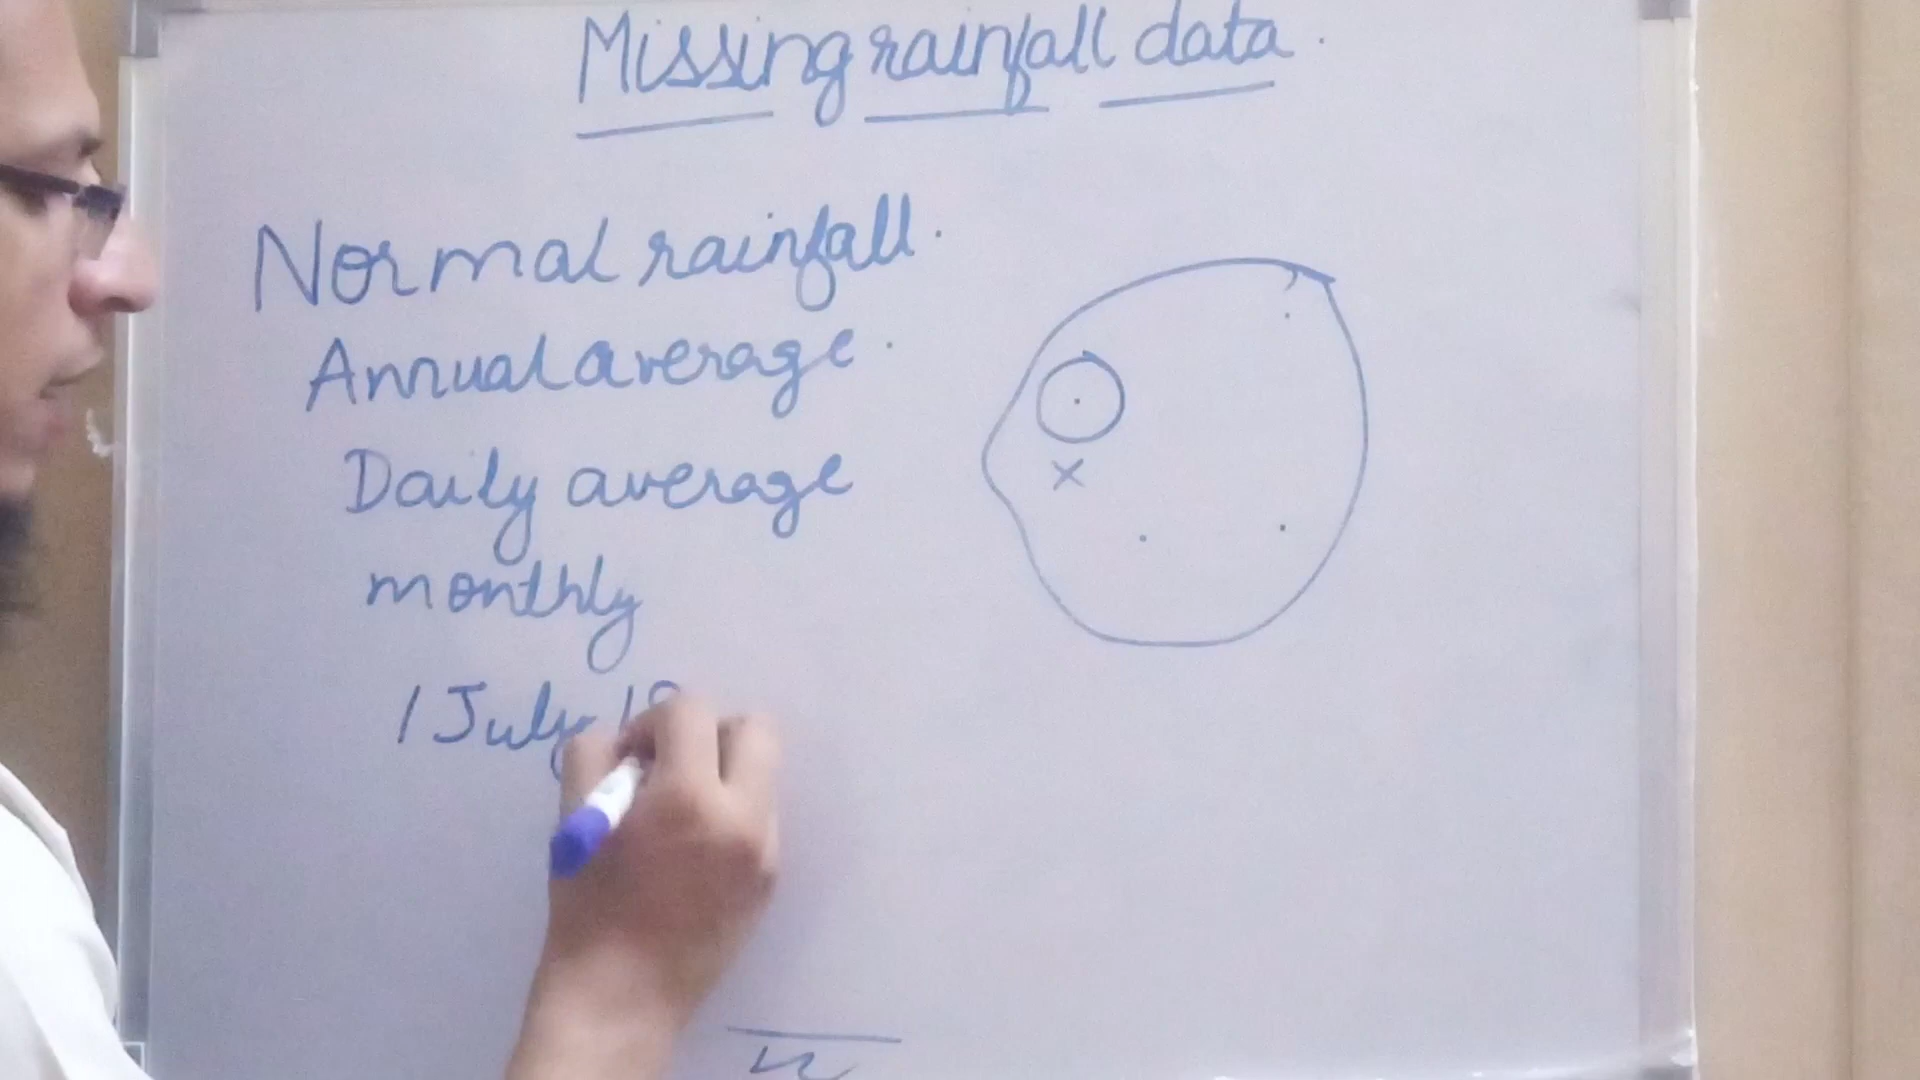 Missing rainfall data.
Normal rainfall.
Annual average.
Daily average
monthly
1 July
x
n